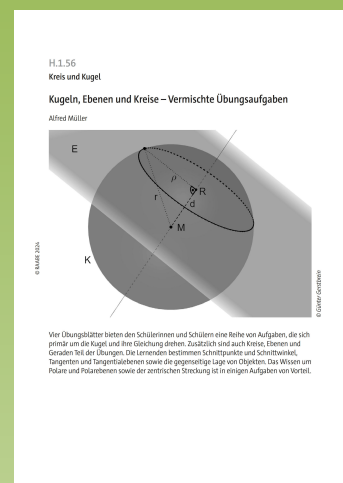 H.1.56
Kreis und Kugel
Kugeln, Ebenen und Kreise – Vermischte Übungsaufgaben
Alfred Müller
E
ρ
R
r
d
M
K
© RAABE 2024
© Günter Gerstbrein
Vier Übungsblätter bieten den Schülerinnen und Schülern eine Reihe von Aufgaben, die sich
primär um die Kugel und ihre Gleichung drehen. Zusätzlich sind auch Kreise, Ebenen und
Geraden Teil der Übungen. Die Lernenden bestimmen Schnittpunkte und Schnittwinkel,
Tangenten und Tangentialebenen sowie die gegenseitige Lage von Objekten. Das Wissen um
Polare und Polarebenen sowie der zentrischen Streckung ist in einigen Aufgaben von Vorteil.